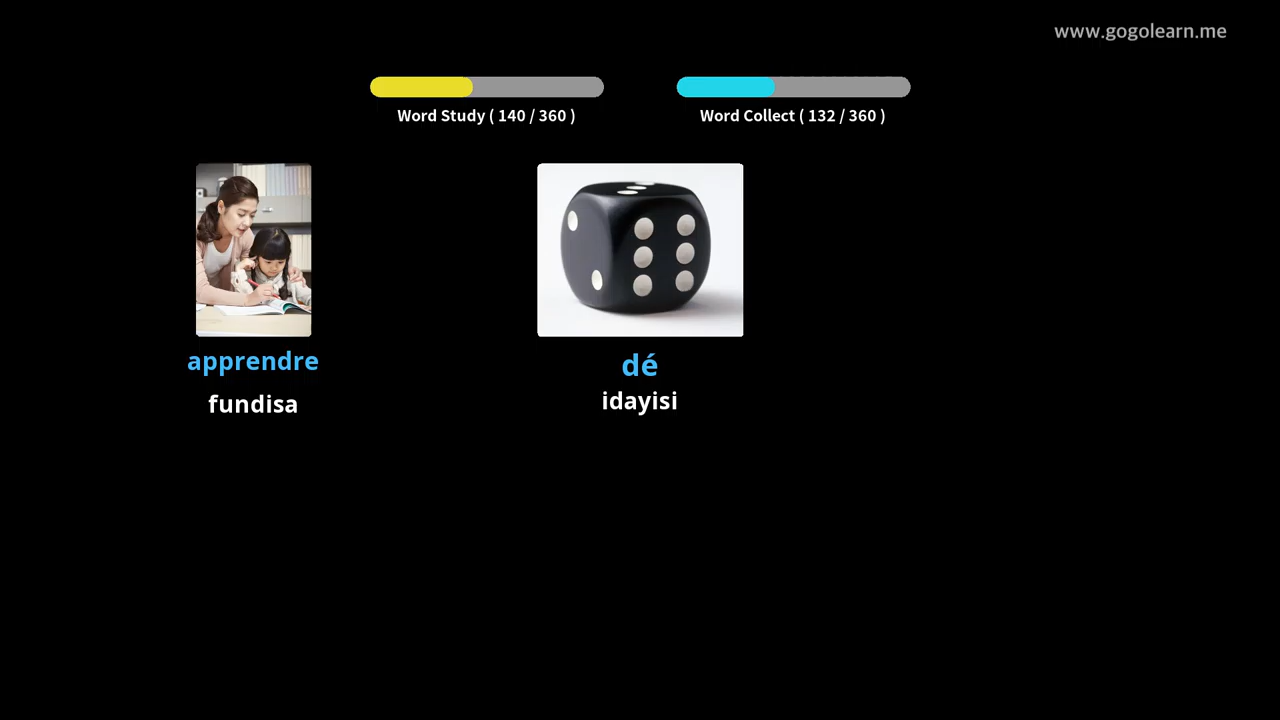 www.gogolearn.me
Word Study ( 140 / 360 )
Word Collect ( 132 / 360 )
apprendre
fundisa
dé
idayisi